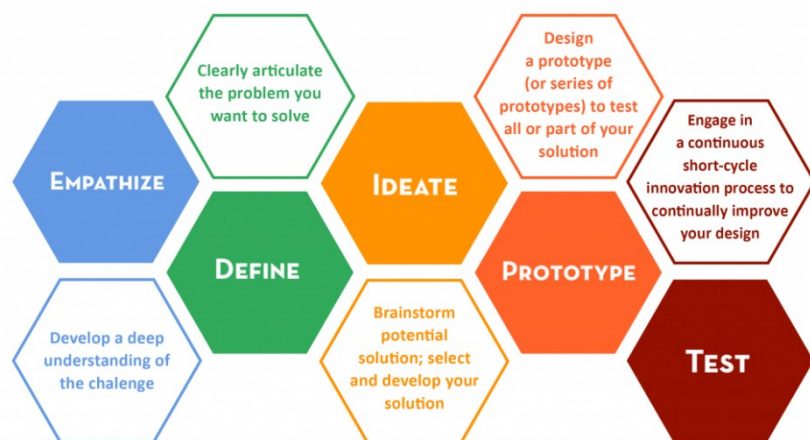 EMPATHIZE
Develop a deep
understanding of
the chalenge
Clearly articulate
the problem you
want to solve
DEFINE
IDEATE
Brainstorm
potential
solution; select
and develop your
solution
Design
a prototype
(or series of
prototypes) to test
all or part of your
solution
PROTOTYPE
Engage in
a continuous
short-cycle
innovation process to
continually improve
your design
TEST